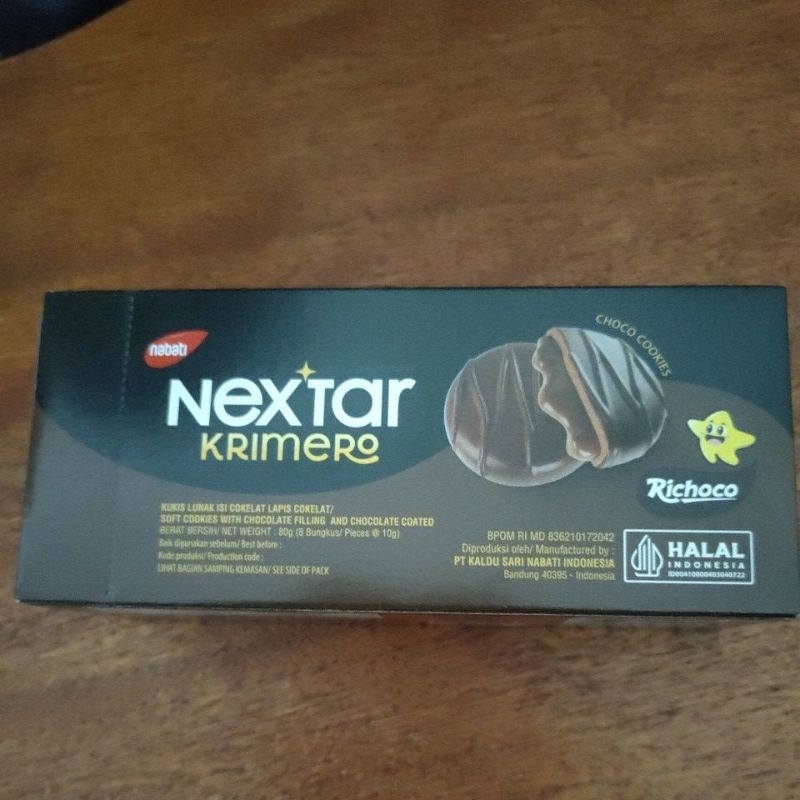 nabati
Nextar
KRIMERO
CHOCO COOKIES
Richoco
KUKIS LUNAK ISI COKELAT LAPIS COKELAT/
SOFT COOKIES WITH CHOCOLATE FILLING AND CHOCOLATE COATED
BERAT BERSIH/ NET WEIGHT : 80g (8 Bungkus/ Pieces @ 10g)
Baik digunakan sebelum/ Best before :
Kode produksi/ Production code :
LIHAT BAGIAN SAMPING KEMASAN/ SEE SIDE OF PACK
BPOM RI MD 836210172042
Diproduksi oleh/ Manufactured by :
PT KALDU SARI NABATI INDONESIA
Bandung 40395 - Indonesia
HALAL
INDONESIA
ID00410000403040722